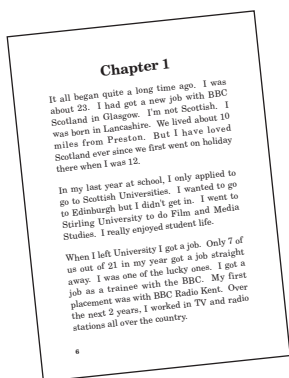 Chapter 1
It all began quite a long time ago. I was
about 23. I had got a new job with BBC
Scotland in Glasgow. I'm not Scottish. I
was born in Lancashire. We lived about 10
miles from Preston. But I have loved
Scotland ever since we first went on holiday
there when I was 12.
In my last year at school, I only applied to
go to Scottish Universities. I wanted to go
to Edinburgh but I didn't get in. I went to
Stirling University to do Film and Media
Studies. I really enjoyed student life.
When I left University I got a job. Only 7 of
us out of 21 in my year got a job straight
away. I was one of the lucky ones. I got a
job as a trainee with the BBC. My first
placement was with BBC Radio Kent. Over
the next 2 years, I worked in TV and radio
stations all over the country.
6